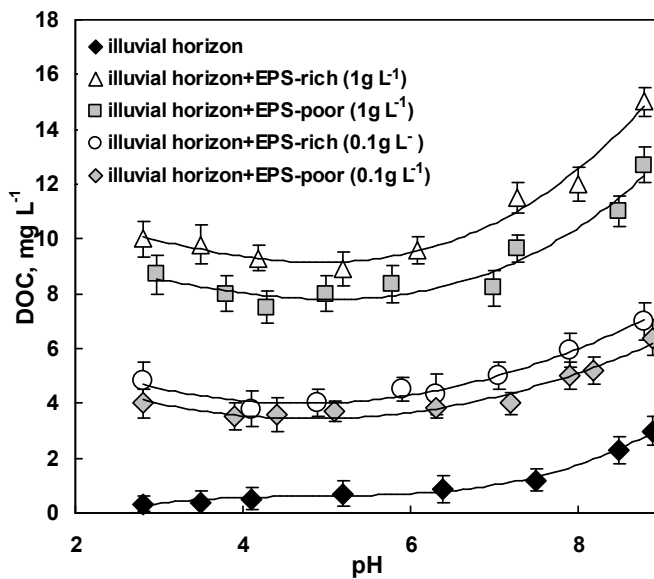 18
16
14
12
10
8
6
4
2
0
DOC, mg L-1
illuvial horizon
illuvial horizon+EPS-rich (1g L-1)
illuvial horizon+EPS-poor (1g L-1)
illuvial horizon+EPS-rich (0.1g L-)
illuvial horizon+EPS-poor (0.1g L-1)
2 4 6 8
pH